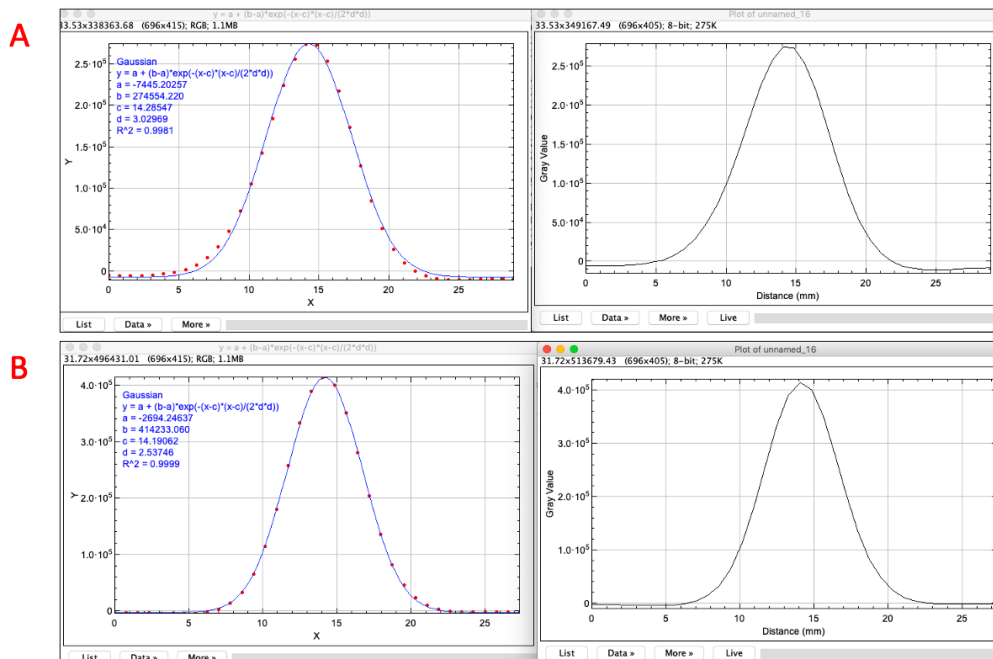 A
y = a + (b-a)*exp(-(x-c)*(x-c)/(2*d*d))
33.53x338363.68 (696x415); RGB; 1.1MB
Gaussian
y = a + (b-a)*exp(-(x-c)*(x-c)/(2*d*d))
a = -7445.20257
b = 274554.220
c = 14.28547
d = 3.02969
R^2 = 0.9981
2.5·10⁵
2.0·10⁵
1.5·10⁵
1.0·10⁵
5.0·10⁴
0
Y
0 5 10 15 20 25
X
List Data » More »
Plot of unnamed_16
33.53x349167.49 (696x405); 8-bit; 275K
2.5·10⁵
2.0·10⁵
1.5·10⁵
1.0·10⁵
5.0·10⁴
0
Gray Value
0 5 10 15 20 25
Distance (mm)
List Data » More » Live
B
y = a + (b-a)*exp(-(x-c)*(x-c)/(2*d*d))
31.72x496431.01 (696x415); RGB; 1.1MB
Gaussian
y = a + (b-a)*exp(-(x-c)*(x-c)/(2*d*d))
a = -2694.24637
b = 414233.060
c = 14.19062
d = 2.53746
R^2 = 0.9999
4.0·10⁵
3.0·10⁵
2.0·10⁵
1.0·10⁵
0
Y
0 5 10 15 20 25
X
List Data » More »
Plot of unnamed_16
31.72x513679.43 (696x405); 8-bit; 275K
4.0·10⁵
3.0·10⁵
2.0·10⁵
1.0·10⁵
0
Gray Value
0 5 10 15 20 25
Distance (mm)
List Data » More » Live